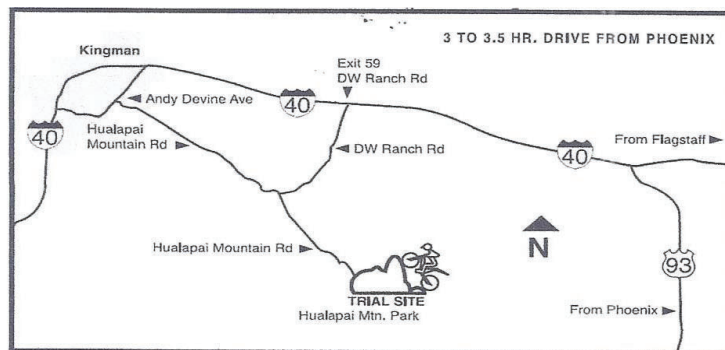 3 TO 3.5 HR. DRIVE FROM PHOENIX
Kingman
Exit 59
DW Ranch Rd
Andy Devine Ave
40
40
Hualapai
Mountain Rd
DW Ranch Rd
From Flagstaff
40
Hualapai Mountain Rd
N
93
TRIAL SITE
Hualapai Mtn. Park
From Phoenix